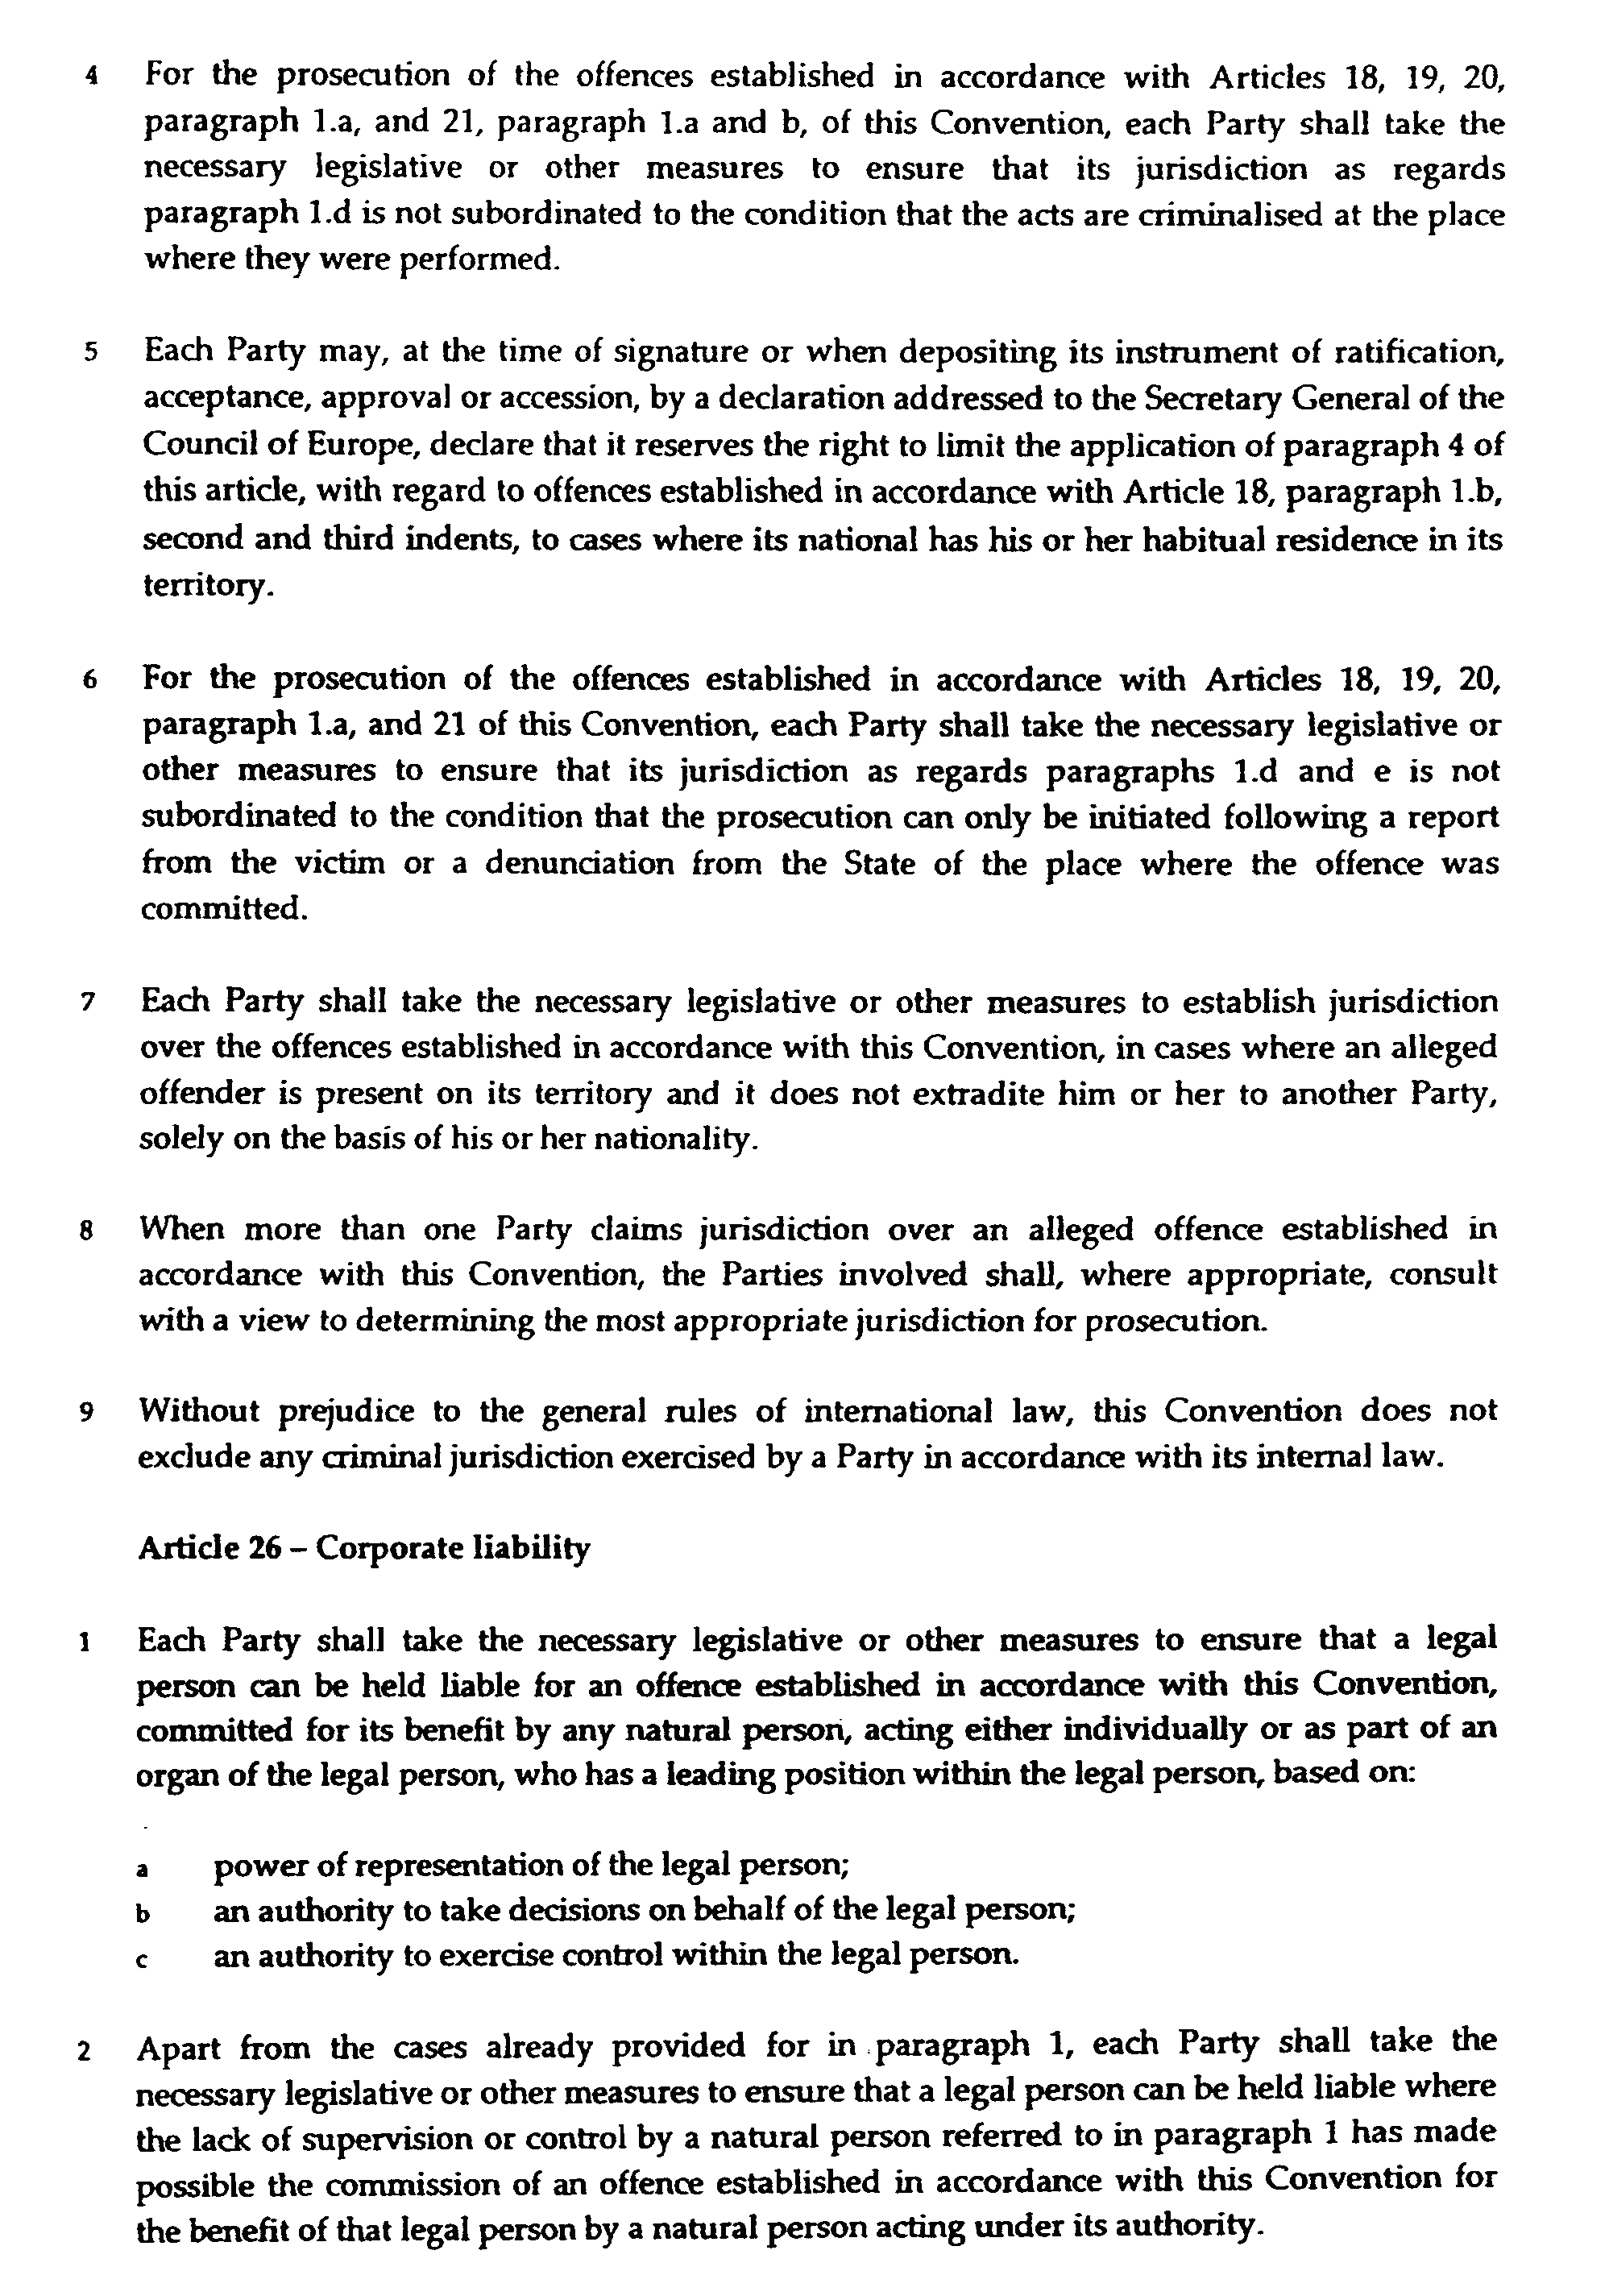 4 For the prosecution of the offences established in accordance with Articles 18, 19, 20,
paragraph 1.a, and 21, paragraph 1.a and b, of this Convention, each Party shall take the
necessary legislative or other measures to ensure that its jurisdiction as regards
paragraph 1.d is not subordinated to the condition that the acts are criminalised at the place
where they were performed.
5 Each Party may, at the time of signature or when depositing its instrument of ratification,
acceptance, approval or accession, by a declaration addressed to the Secretary General of the
Council of Europe, declare that it reserves the right to limit the application of paragraph 4 of
this article, with regard to offences established in accordance with Article 18, paragraph 1.b,
second and third indents, to cases where its national has his or her habitual residence in its
territory.
6 For the prosecution of the offences established in accordance with Articles 18, 19, 20,
paragraph 1.a, and 21 of this Convention, each Party shall take the necessary legislative or
other measures to ensure that its jurisdiction as regards paragraphs 1.d and e is not
subordinated to the condition that the prosecution can only be initiated following a report
from the victim or a denunciation from the State of the place where the offence was
committed.
7 Each Party shall take the necessary legislative or other measures to establish jurisdiction
over the offences established in accordance with this Convention, in cases where an alleged
offender is present on its territory and it does not extradite him or her to another Party,
solely on the basis of his or her nationality.
8 When more than one Party claims jurisdiction over an alleged offence established in
accordance with this Convention, the Parties involved shall, where appropriate, consult
with a view to determining the most appropriate jurisdiction for prosecution.
9 Without prejudice to the general rules of international law, this Convention does not
exclude any criminal jurisdiction exercised by a Party in accordance with its internal law.
Article 26 – Corporate liability
1 Each Party shall take the necessary legislative or other measures to ensure that a legal
person can be held liable for an offence established in accordance with this Convention,
committed for its benefit by any natural person, acting either individually or as part of an
organ of the legal person, who has a leading position within the legal person, based on:
a power of representation of the legal person;
b an authority to take decisions on behalf of the legal person;
c an authority to exercise control within the legal person.
2 Apart from the cases already provided for in paragraph 1, each Party shall take the
necessary legislative or other measures to ensure that a legal person can be held liable where
the lack of supervision or control by a natural person referred to in paragraph 1 has made
possible the commission of an offence established in accordance with this Convention for
the benefit of that legal person by a natural person acting under its authority.